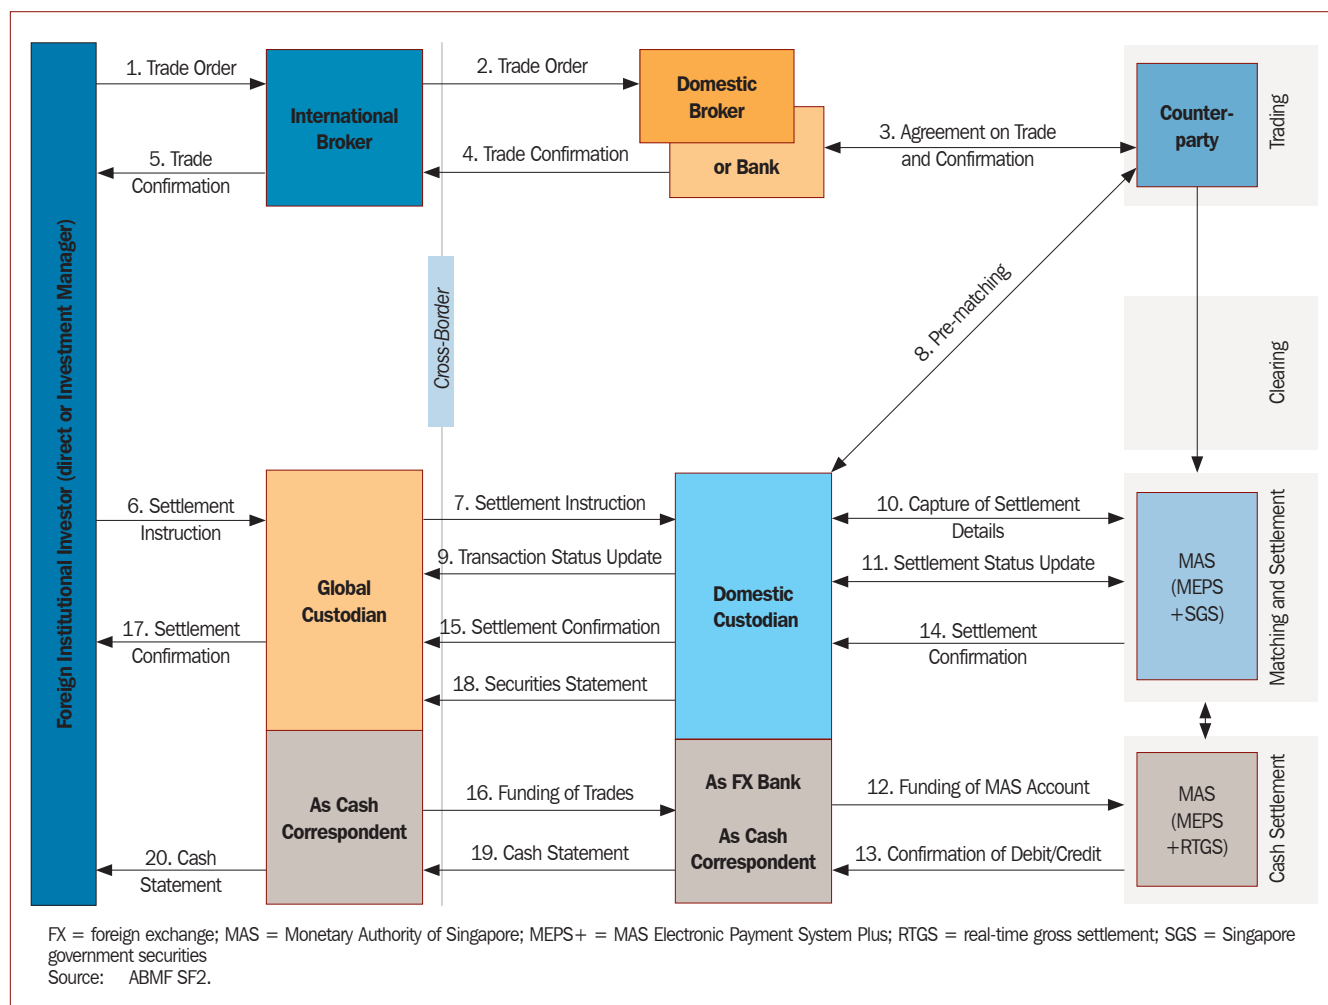 Foreign Institutional Investor (direct or Investment Manager)
1. Trade Order
International
Broker
2. Trade Order
Domestic
Broker
or Bank
3. Agreement on Trade
and Confirmation
Counter-
party
Trading
5. Trade
Confirmation
4. Trade Confirmation
Cross-Border
8. Pre-matching
Clearing
6. Settlement
Instruction
7. Settlement Instruction
10. Capture of Settlement
Details
9. Transaction Status Update
11. Settlement Status Update
Global
Custodian
Domestic
Custodian
MAS
(MEPS
+SGS)
Matching and Settlement
17. Settlement
Confirmation
15. Settlement Confirmation
14. Settlement
Confirmation
18. Securities Statement
As Cash
Correspondent
16. Funding of Trades
As FX Bank
As Cash
Correspondent
12. Funding of MAS Account
MAS
(MEPS
+RTGS)
Cash Settlement
20. Cash
Statement
19. Cash Statement
13. Confirmation of Debit/Credit
FX = foreign exchange; MAS = Monetary Authority of Singapore; MEPS+ = MAS Electronic Payment System Plus; RTGS = real-time gross settlement; SGS = Singapore
government securities
Source: ABMF SF2.